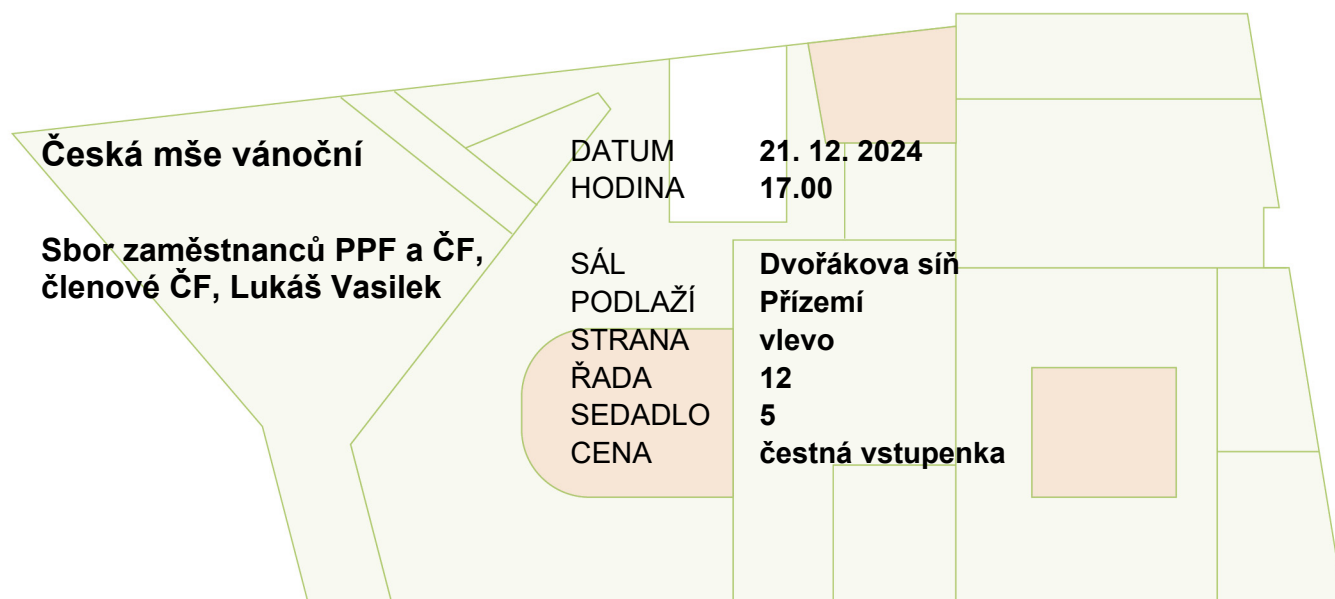 Česká mše vánoční
Sbor zaměstnanců PPF a ČF,
členové ČF, Lukáš Vasilek
DATUM 21. 12. 2024
HODINA 17.00
SÁL Dvořákova síň
PODLAŽÍ Přízemí
STRANA vlevo
ŘADA 12
SEDADLO 5
CENA čestná vstupenka